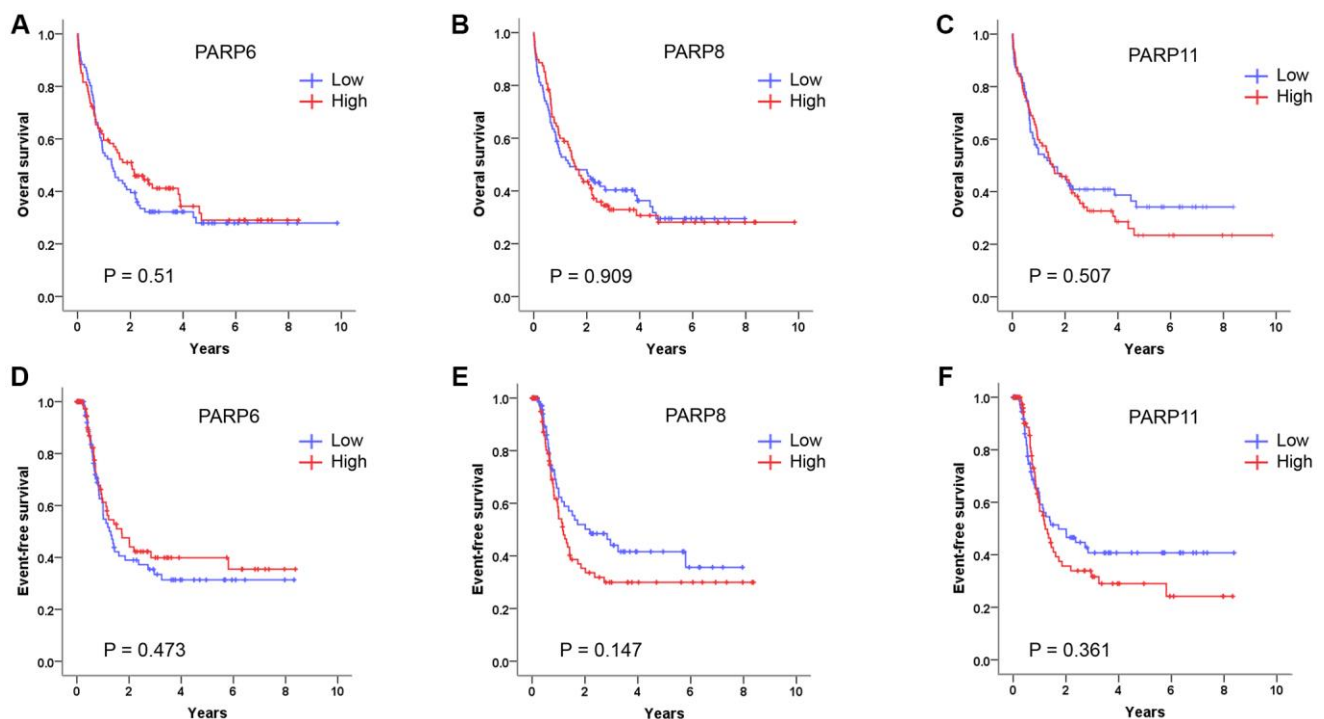 A
PARP6
Low
High
Overal survival
1.0
0.8
0.6
0.4
0.2
0.0
P = 0.51
0 2 4 6 8 10
Years
B
PARP8
Low
High
Overal survival
1.0
0.8
0.6
0.4
0.2
0.0
P = 0.909
0 2 4 6 8 10
Years
C
PARP11
Low
High
Overal survival
1.0
0.8
0.6
0.4
0.2
0.0
P = 0.507
0 2 4 6 8 10
Years
D
PARP6
Low
High
Event-free survival
1.0
0.8
0.6
0.4
0.2
0.0
P = 0.473
0 2 4 6 8 10
Years
E
PARP8
Low
High
Event-free survival
1.0
0.8
0.6
0.4
0.2
0.0
P = 0.147
0 2 4 6 8 10
Years
F
PARP11
Low
High
Event-free survival
1.0
0.8
0.6
0.4
0.2
0.0
P = 0.361
0 2 4 6 8 10
Years